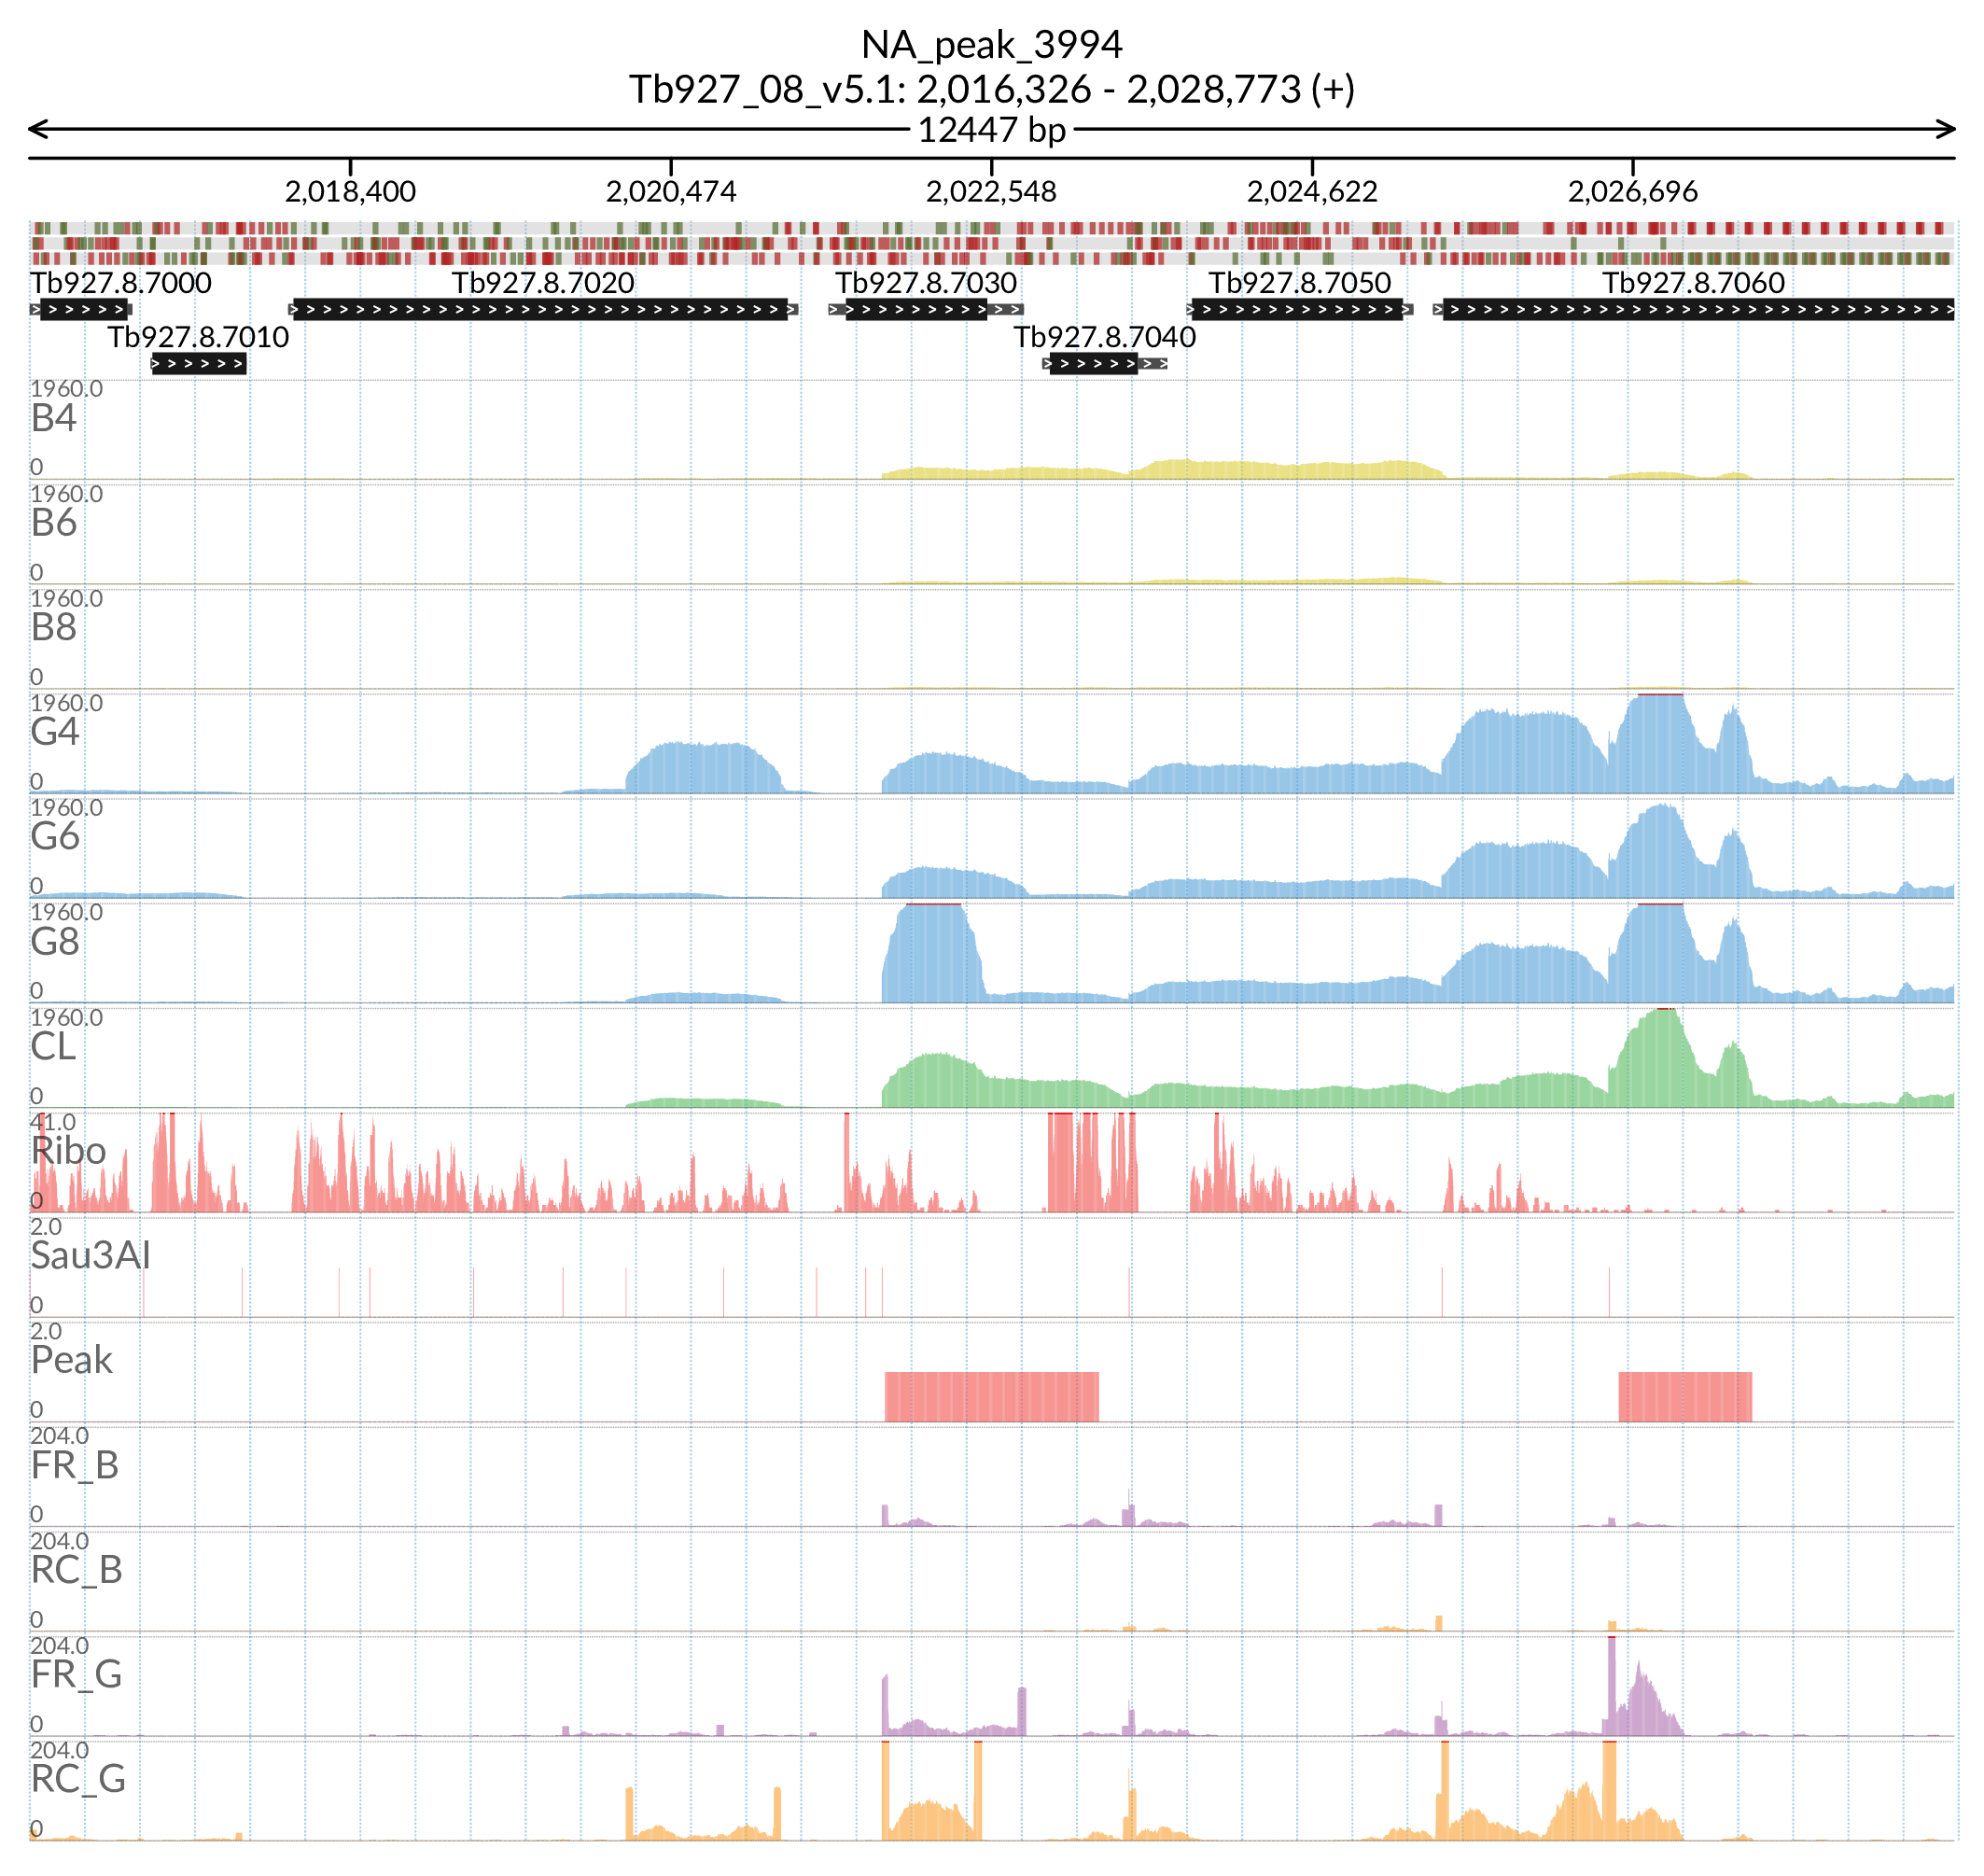 NA_peak_3994
Tb927_08_v5.1: 2,016,326 - 2,028,773 (+)
12447 bp
2,018,400 2,020,474 2,022,548 2,024,622 2,026,696
Tb927.8.7000 Tb927.8.7020 Tb927.8.7030 Tb927.8.7050 Tb927.8.7060
Tb927.8.7010 Tb927.8.7040
1960.0
B4
0
1960.0
B6
0
1960.0
B8
0
1960.0
G4
0
1960.0
G6
0
1960.0
G8
0
1960.0
CL
0
41.0
Ribo
0
2.0
Sau3AI
0
2.0
Peak
0
204.0
FR_B
0
204.0
RC_B
0
204.0
FR_G
0
204.0
RC_G
0